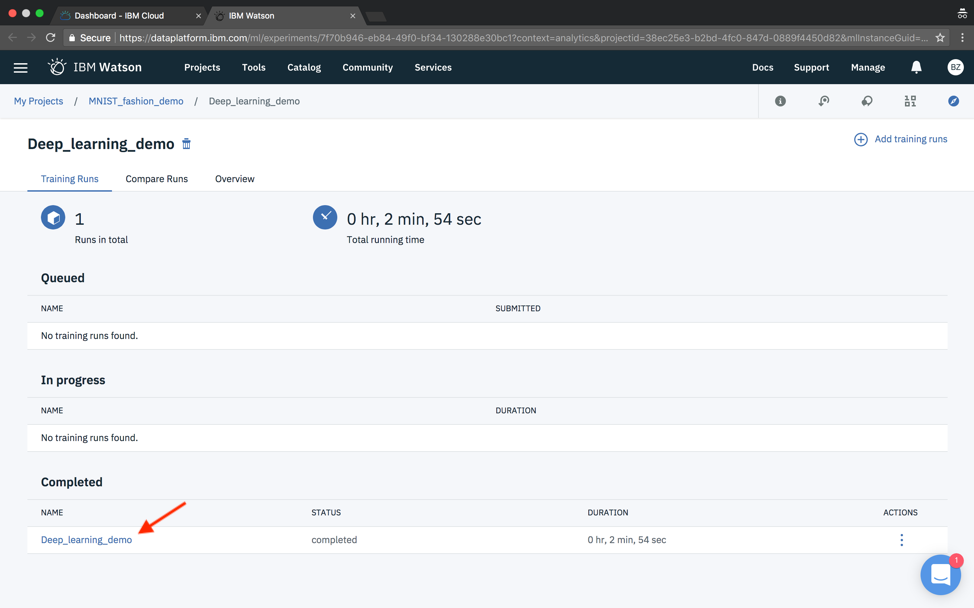 Dashboard - IBM Cloud
IBM Watson
Secure https://dataplatform.ibm.com/ml/experiments/7f70b946-eb84-49f0-bf34-130288e30bc1?context=analytics&projectid=38ec25e3-b2bd-4fc0-847d-0889f4450d82&mlInstanceGuid=...
IBM Watson Projects Tools Catalog Community Services Docs Support Manage BZ
My Projects / MNIST_fashion_demo / Deep_learning_demo
Deep_learning_demo
Add training runs
Training Runs Compare Runs Overview
1
Runs in total
0 hr, 2 min, 54 sec
Total running time
Queued
NAME SUBMITTED
No training runs found.
In progress
NAME DURATION
No training runs found.
Completed
NAME STATUS DURATION ACTIONS
Deep_learning_demo completed 0 hr, 2 min, 54 sec
1